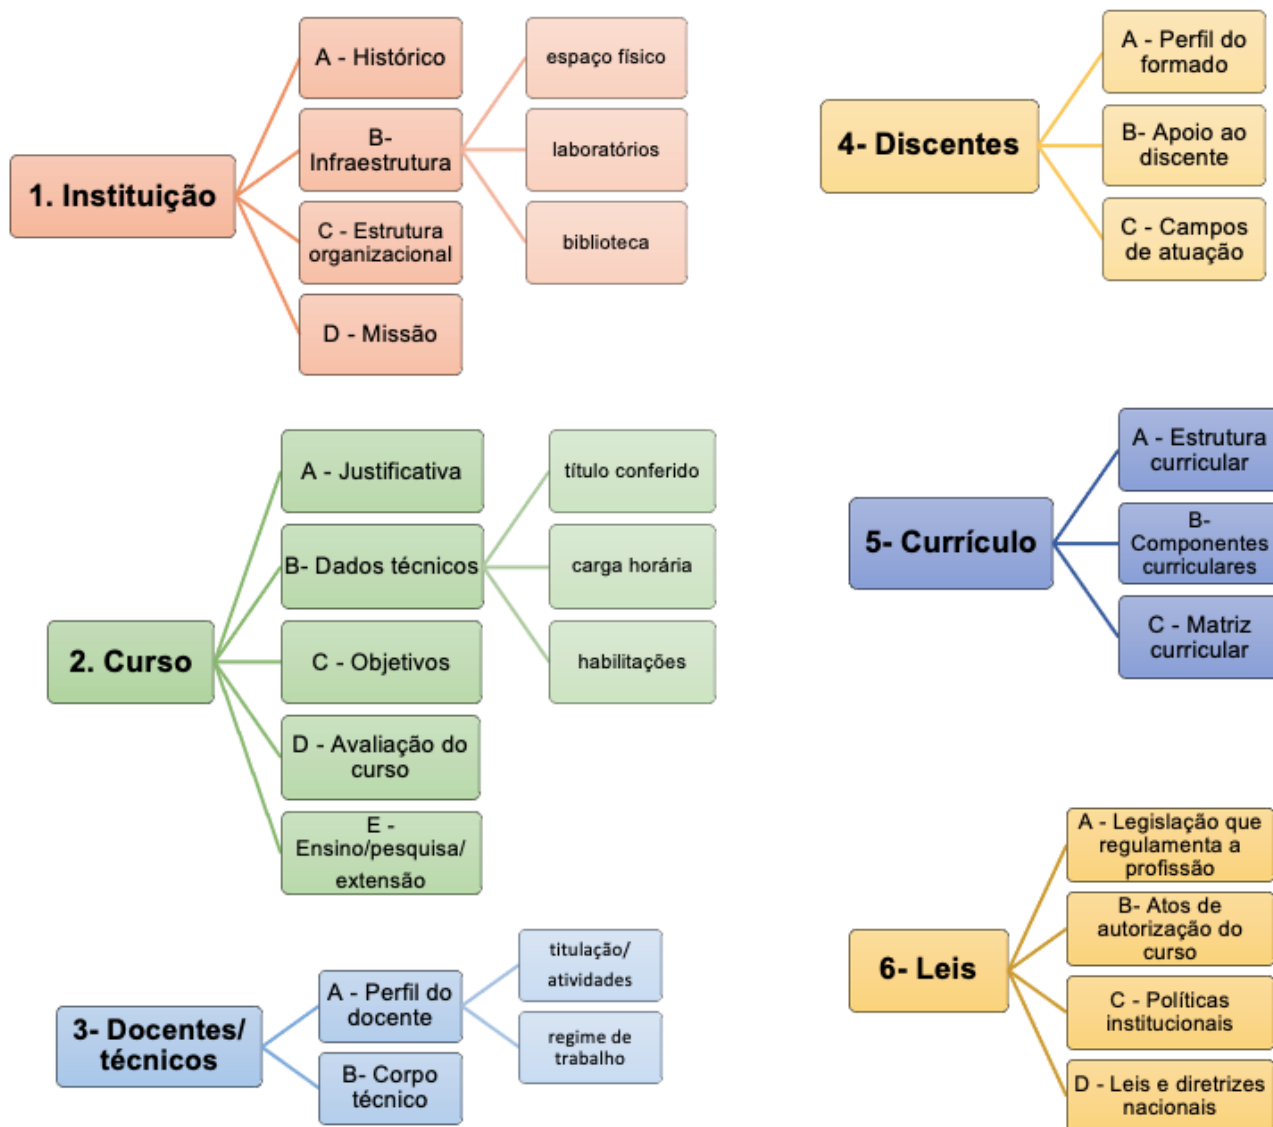 1. Instituição
A - Histórico
B-
Infraestrutura
espaço físico
laboratórios
biblioteca
C - Estrutura
organizacional
D - Missão
2. Curso
A - Justificativa
B- Dados técnicos
título conferido
carga horária
habilitações
C - Objetivos
D - Avaliação do
curso
E -
Ensino/pesquisa/
extensão
3- Docentes/
técnicos
A - Perfil do
docente
titulação/
atividades
regime de
trabalho
B- Corpo
técnico
4- Discentes
A - Perfil do
formado
B- Apoio ao
discente
C - Campos
de atuação
5- Currículo
A - Estrutura
curricular
B-
Componentes
curriculares
C - Matriz
curricular
6- Leis
A - Legislação que
regulamenta a
profissão
B- Atos de
autorização do
curso
C - Políticas
institucionais
D - Leis e diretrizes
nacionais